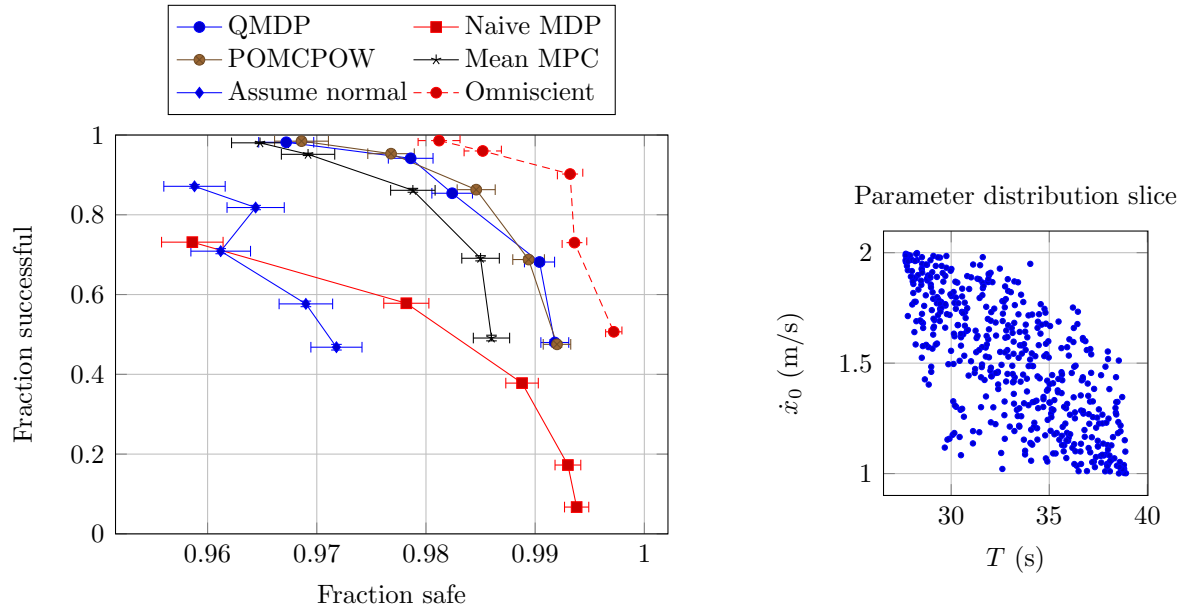 QMDP Naive MDP
POMCPOW Mean MPC
Assume normal Omniscient
1
0.8
0.6
0.4
0.2
0
Fraction successful
0.96 0.97 0.98 0.99 1
Fraction safe
Parameter distribution slice
2
1.5
1
ẋ₀ (m/s)
30 35 40
T (s)